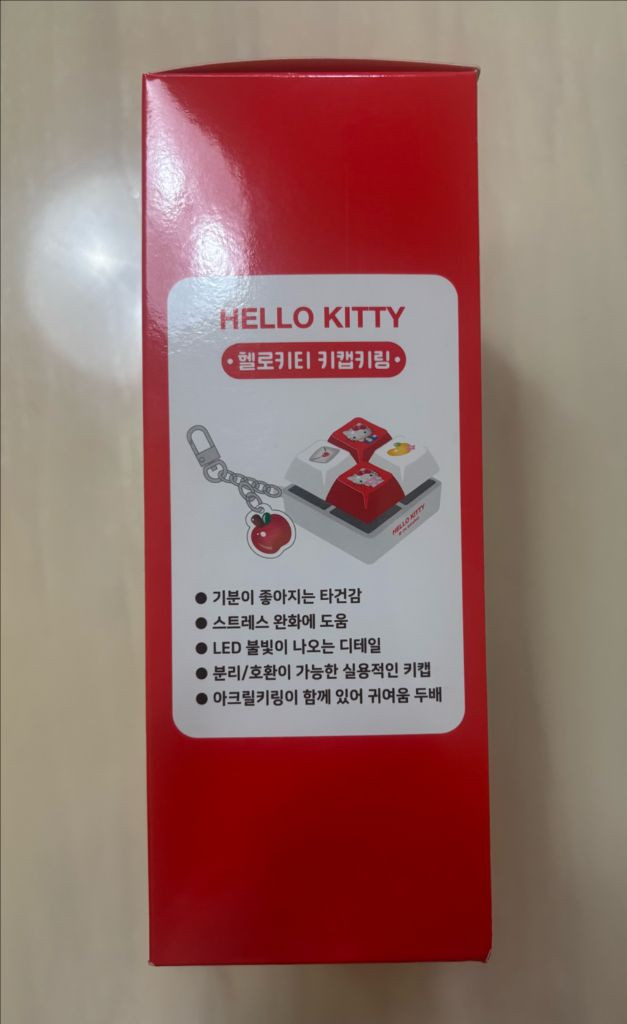 HELLO KITTY
• 헬로키티 키캡키링 •
HELLO KITTY
● 기분이 좋아지는 타건감
● 스트레스 완화에 도움
● LED 불빛이 나오는 디테일
● 분리/호환이 가능한 실용적인 키캡
● 아크릴키링이 함께 있어 귀여움 두배